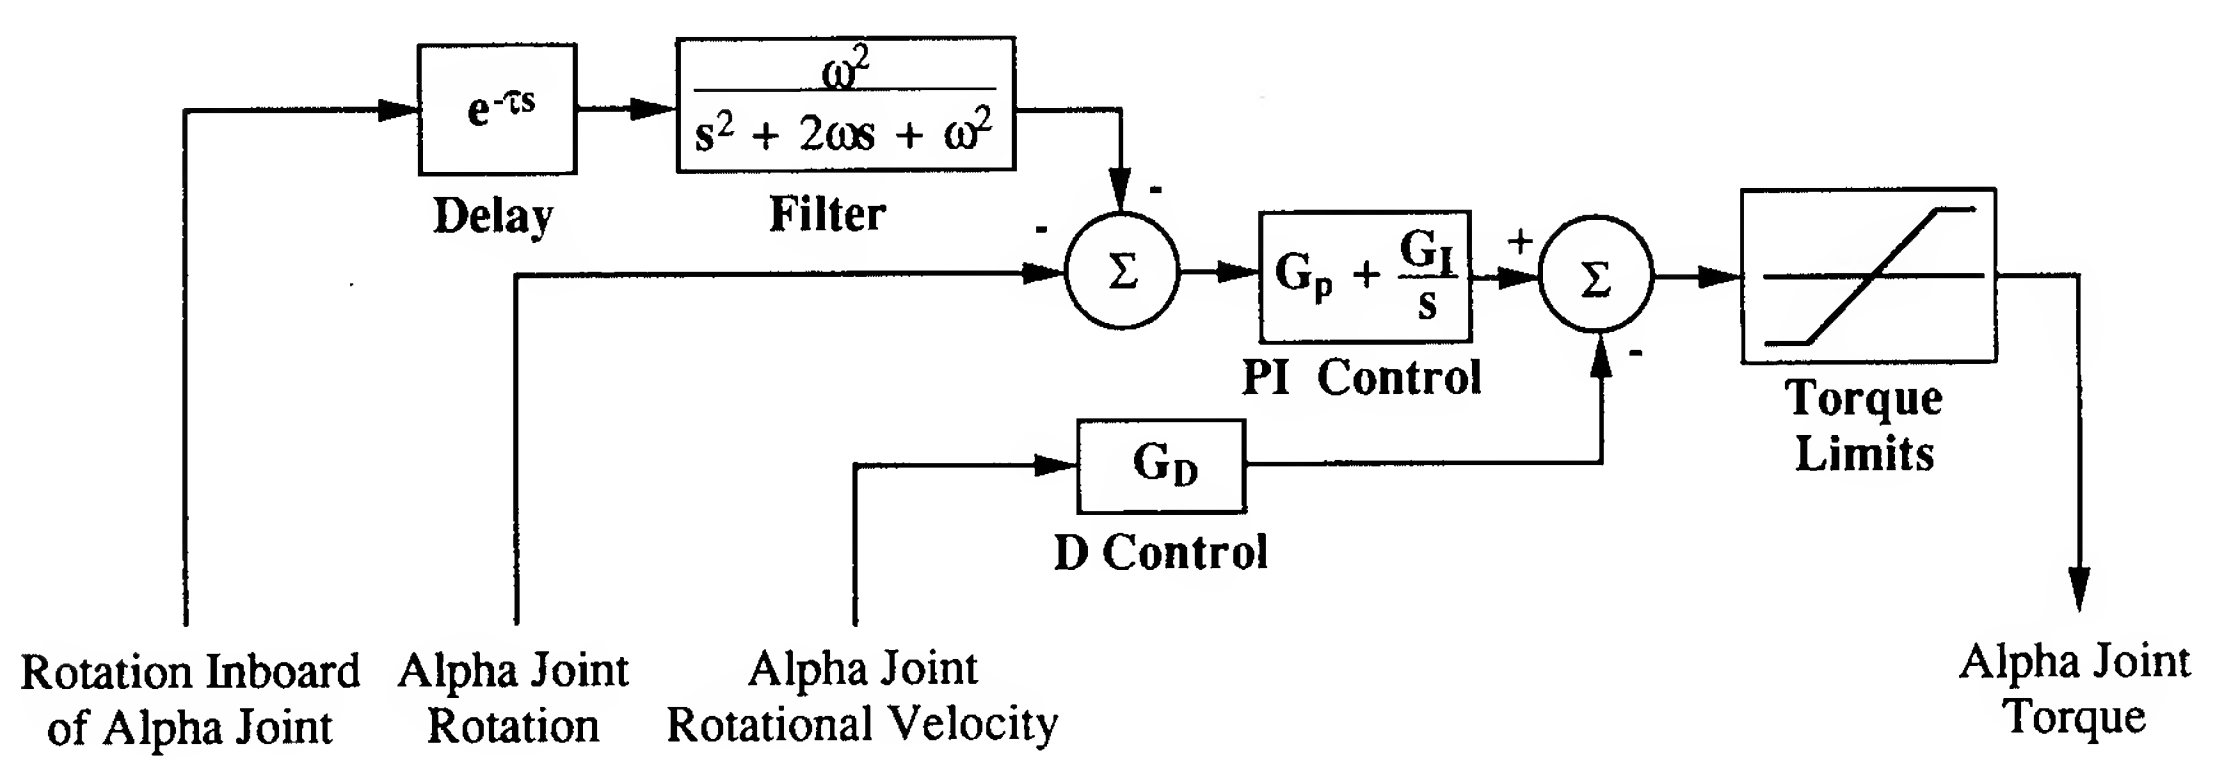 e^-τs
ω²
s² + 2ωs + ω²
Delay
Filter
-
-
Σ
G_p + G_I
s
+
Σ
-
PI Control
Torque
Limits
G_D
D Control
Rotation Inboard
of Alpha Joint
Alpha Joint
Rotation
Alpha Joint
Rotational Velocity
Alpha Joint
Torque